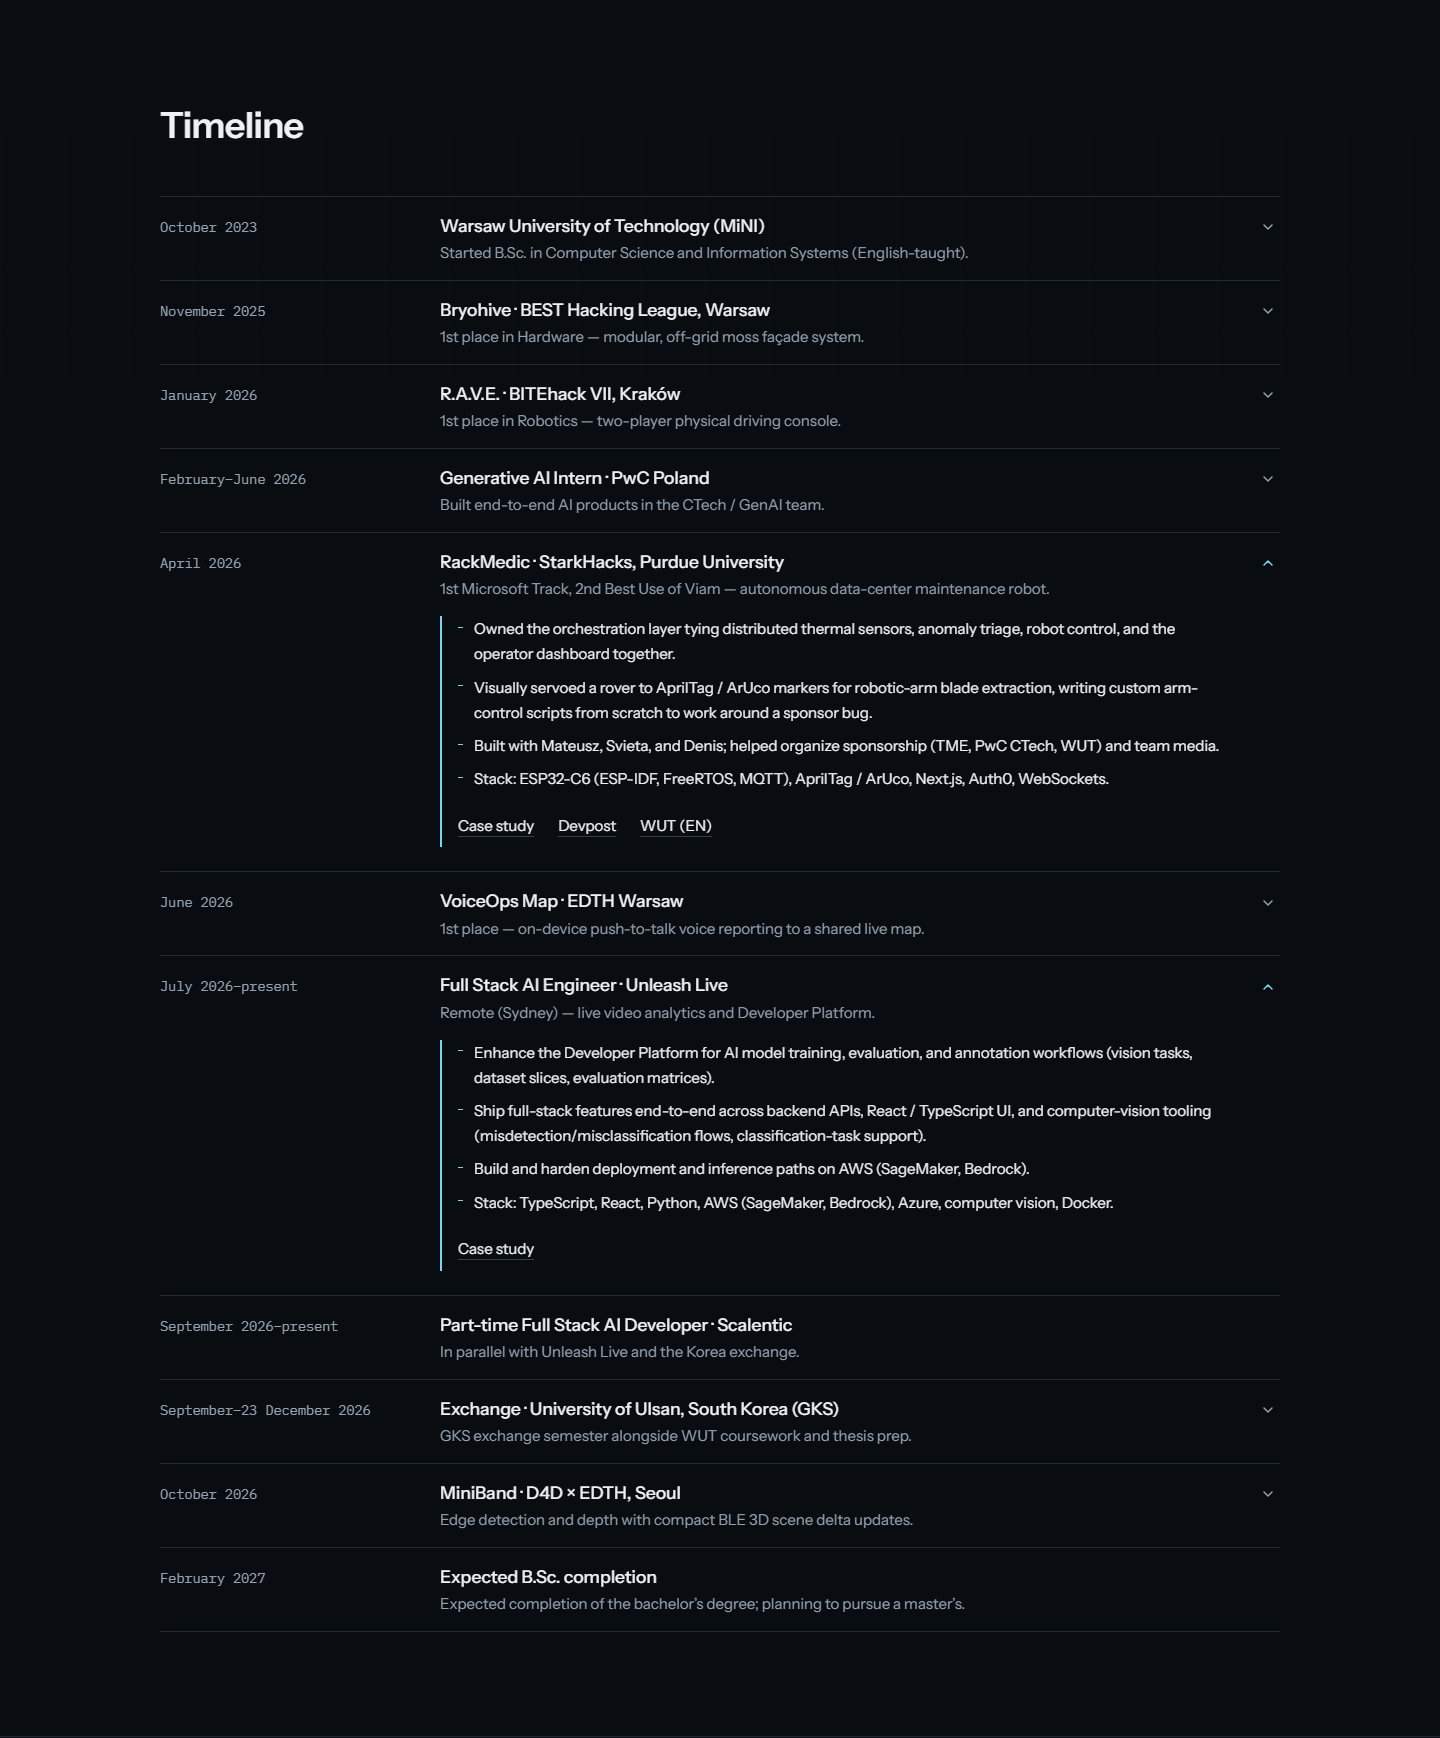 Timeline
October 2023
Warsaw University of Technology (MiNI)
Started B.Sc. in Computer Science and Information Systems (English-taught).
November 2025
Bryohive · BEST Hacking League, Warsaw
1st place in Hardware — modular, off-grid moss façade system.
January 2026
R.A.V.E. · BITEhack VII, Kraków
1st place in Robotics — two-player physical driving console.
February–June 2026
Generative AI Intern · PwC Poland
Built end-to-end AI products in the CTech / GenAI team.
April 2026
RackMedic · StarkHacks, Purdue University
1st Microsoft Track, 2nd Best Use of Viam — autonomous data-center maintenance robot.
- Owned the orchestration layer tying distributed thermal sensors, anomaly triage, robot control, and the
operator dashboard together.
- Visually servoed a rover to AprilTag / ArUco markers for robotic-arm blade extraction, writing custom arm-
control scripts from scratch to work around a sponsor bug.
- Built with Mateusz, Svieta, and Denis; helped organize sponsorship (TME, PwC CTech, WUT) and team media.
- Stack: ESP32-C6 (ESP-IDF, FreeRTOS, MQTT), AprilTag / ArUco, Next.js, Auth0, WebSockets.
Case study Devpost WUT (EN)
June 2026
VoiceOps Map · EDTH Warsaw
1st place — on-device push-to-talk voice reporting to a shared live map.
July 2026–present
Full Stack AI Engineer · Unleash Live
Remote (Sydney) — live video analytics and Developer Platform.
- Enhance the Developer Platform for AI model training, evaluation, and annotation workflows (vision tasks,
dataset slices, evaluation matrices).
- Ship full-stack features end-to-end across backend APIs, React / TypeScript UI, and computer-vision tooling
(misdetection/misclassification flows, classification-task support).
- Build and harden deployment and inference paths on AWS (SageMaker, Bedrock).
- Stack: TypeScript, React, Python, AWS (SageMaker, Bedrock), Azure, computer vision, Docker.
Case study
September 2026–present
Part-time Full Stack AI Developer · Scalentic
In parallel with Unleash Live and the Korea exchange.
September–23 December 2026
Exchange · University of Ulsan, South Korea (GKS)
GKS exchange semester alongside WUT coursework and thesis prep.
October 2026
MiniBand · D4D × EDTH, Seoul
Edge detection and depth with compact BLE 3D scene delta updates.
February 2027
Expected B.Sc. completion
Expected completion of the bachelor’s degree; planning to pursue a master’s.